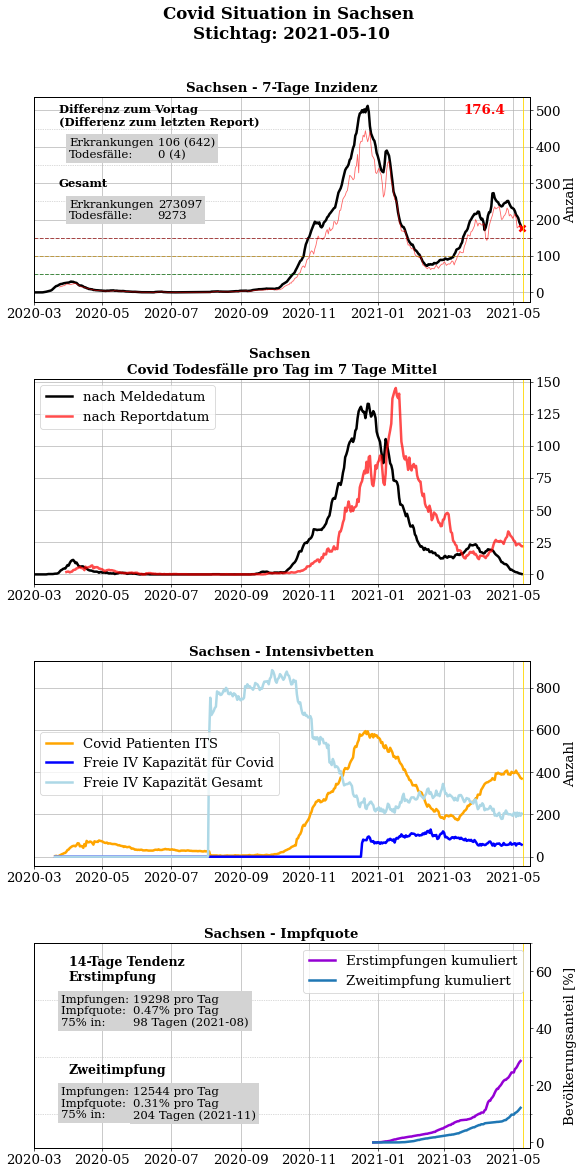 Covid Situation in Sachsen
Stichtag: 2021-05-10
Sachsen - 7-Tage Inzidenz
Differenz zum Vortag
(Differenz zum letzten Report)
Erkrankungen 106 (642)
Todesfälle: 0 (4)
Gesamt
Erkrankungen 273097
Todesfälle: 9273
176.4
500
400
300
200
100
0
Anzahl
2020-03 2020-05 2020-07 2020-09 2020-11 2021-01 2021-03 2021-05
Sachsen
Covid Todesfälle pro Tag im 7 Tage Mittel
nach Meldedatum
nach Reportdatum
150
125
100
75
50
25
0
2020-03 2020-05 2020-07 2020-09 2020-11 2021-01 2021-03 2021-05
Sachsen - Intensivbetten
Covid Patienten ITS
Freie IV Kapazität für Covid
Freie IV Kapazität Gesamt
800
600
400
200
0
Anzahl
2020-03 2020-05 2020-07 2020-09 2020-11 2021-01 2021-03 2021-05
Sachsen - Impfquote
14-Tage Tendenz
Erstimpfung
Impfungen: 19298 pro Tag
Impfquote: 0.47% pro Tag
75% in: 98 Tagen (2021-08)
Zweitimpfung
Impfungen: 12544 pro Tag
Impfquote: 0.31% pro Tag
75% in: 204 Tagen (2021-11)
Erstimpfungen kumuliert
Zweitimpfung kumuliert
60
40
20
0
Bevölkerungsanteil [%]
2020-03 2020-05 2020-07 2020-09 2020-11 2021-01 2021-03 2021-05